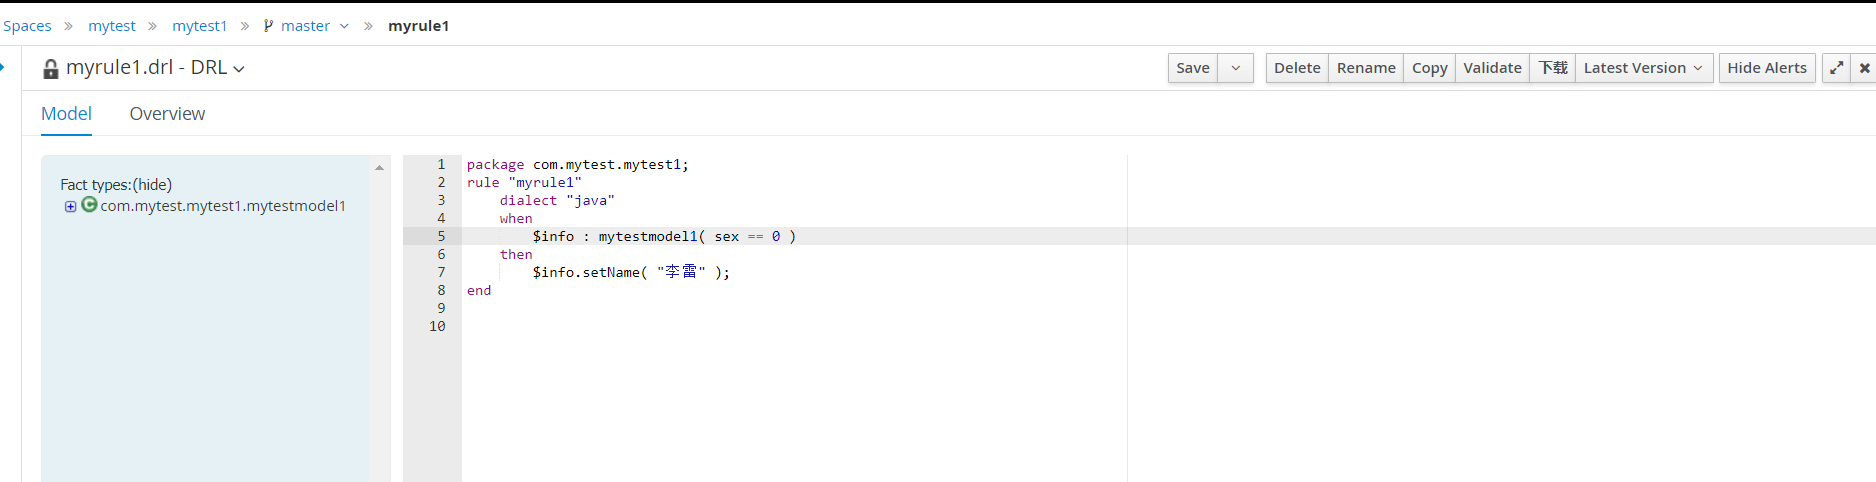 Spaces » mytest » mytest1 » master » myrule1
myrule1.drl - DRL
Save
Delete Rename Copy Validate 下载 Latest Version
Hide Alerts
Model Overview
Fact types:(hide)
com.mytest.mytest1.mytestmodel1
1 package com.mytest.mytest1;
2 rule "myrule1"
3 dialect "java"
4 when
5 $info : mytestmodel1( sex == 0 )
6 then
7 $info.setName( "李雷" );
8 end
9
10